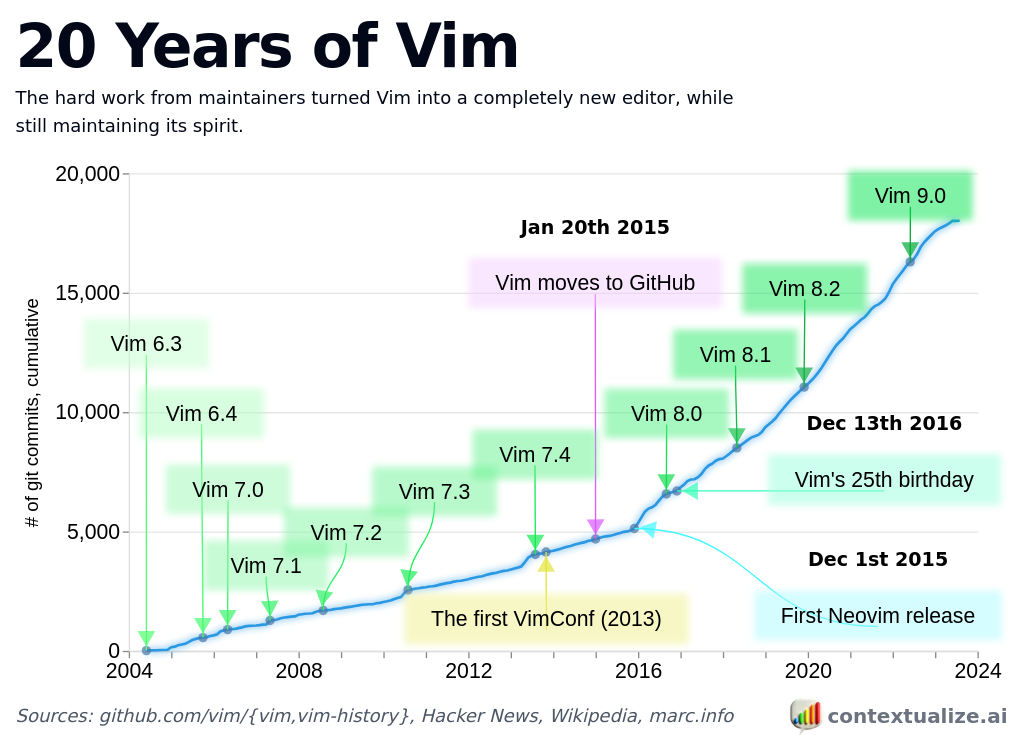 20 Years of Vim
The hard work from maintainers turned Vim into a completely new editor, while
still maintaining its spirit.
# of git commits, cumulative
20,000
15,000
10,000
5,000
0
2004
2008
2012
2016
2020
2024
Vim 6.3
Vim 6.4
Vim 7.0
Vim 7.1
Vim 7.2
Vim 7.3
Vim 7.4
The first VimConf (2013)
Jan 20th 2015
Vim moves to GitHub
Vim 8.0
Vim 8.1
Vim 8.2
Vim 9.0
Dec 13th 2016
Vim's 25th birthday
Dec 1st 2015
First Neovim release
Sources: github.com/vim/{vim,vim-history}, Hacker News, Wikipedia, marc.info
contextualize.ai